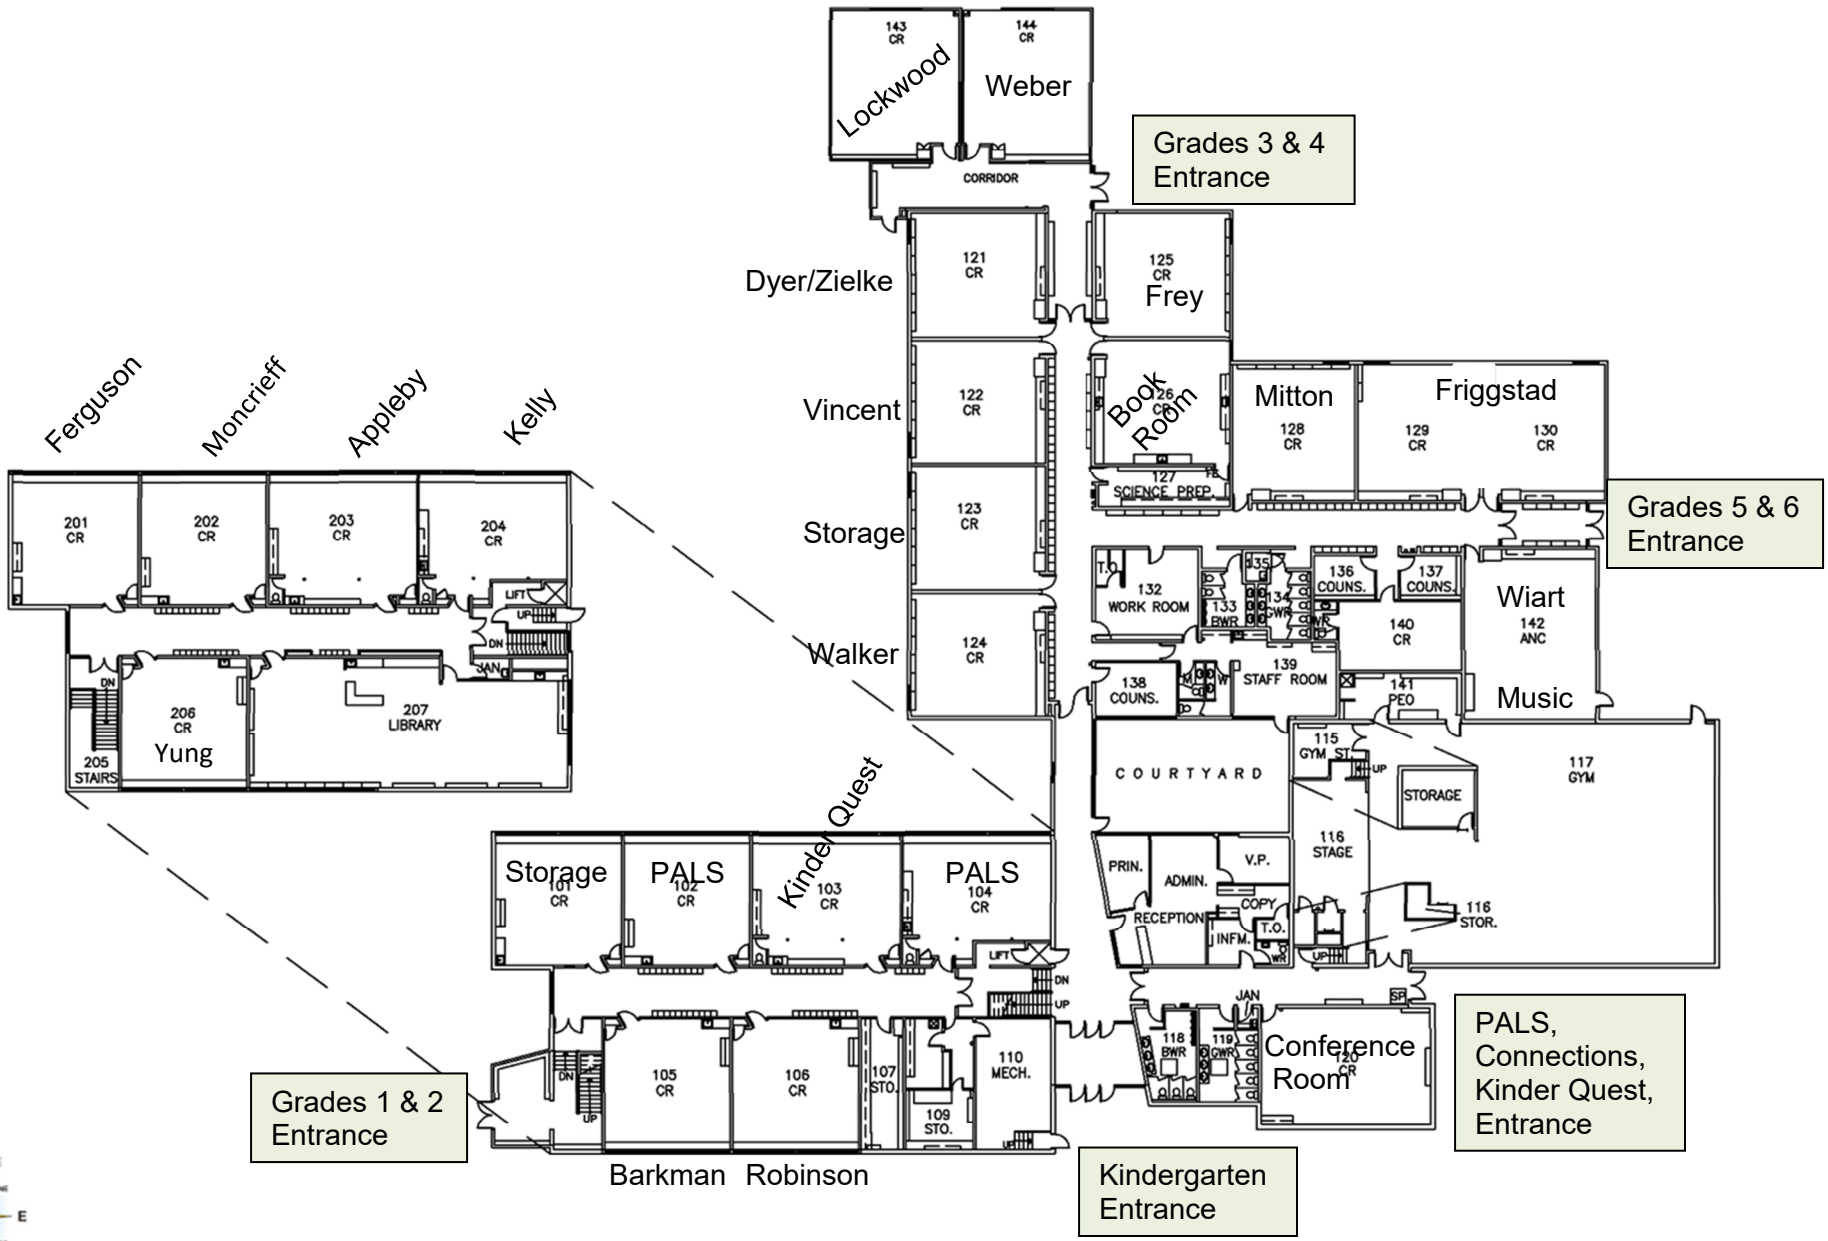 143
CR
Lockwood
144
CR
Weber
Grades 3 & 4
Entrance
CORRIDOR
121
CR
Dyer/Zielke
125
CR
Frey
122
CR
Vincent
126
CR
Book
Room
127
SCIENCE PREP.
Mitton
128
CR
Friggstad
129
CR
130
CR
Grades 5 & 6
Entrance
123
CR
Storage
124
CR
Walker
T.O.
132
WORK ROOM
133
BWR
135
134
GWR
136
COUNS.
137
COUNS.
WR
140
CR
Wiart
142
ANC
Music
138
COUNS.
M
W
139
STAFF ROOM
141
PEO
Ferguson
Moncrieff
Appleby
Kelly
201
CR
202
CR
203
CR
204
CR
LIFT
UP
DN
JAN
DN
205
STAIRS
206
CR
Yung
207
LIBRARY
COURTYARD
115
GYM ST.
UP
117
GYM
STORAGE
116
STAGE
116
STOR.
UP
PRIN.
ADMIN.
V.P.
COPY
RECEPTION
INFM.
T.O.
WR
Storage
101
CR
PALS
102
CR
Kinder Quest
103
CR
PALS
104
CR
LIFT
DN
UP
DN
UP
105
CR
106
CR
107
STO.
109
STO.
110
MECH.
UP
Barkman
Robinson
JAN
SP
118
BWR
119
GWR
Conference
Room
120
CR
Grades 1 & 2
Entrance
Kindergarten
Entrance
PALS,
Connections,
Kinder Quest,
Entrance
E